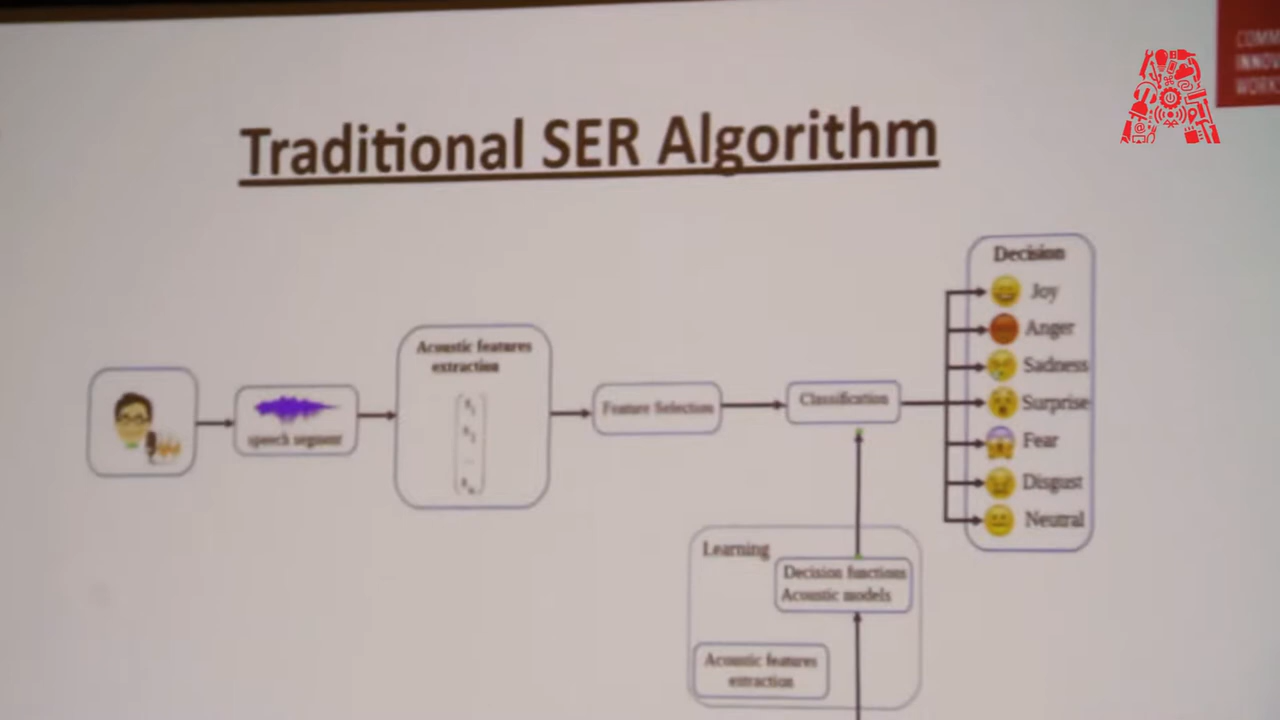 Traditional SER Algorithm
Decision
Joy
Anger
Sadness
Surprise
Fear
Disgust
Neutral
Acoustic features
extraction
speech segment
Feature Selection
Classification
Learning
Decision functions
Acoustic models
Acoustic features
extraction